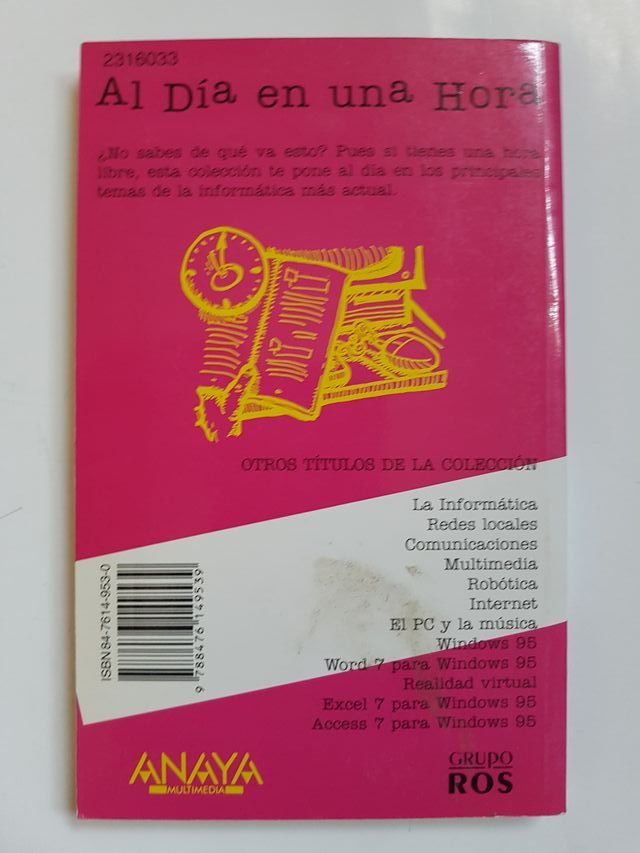 2316033
Al Día en una Hora
¿No sabes de qué va esto? Pues si tienes una hora
libre, esta colección te pone al día en los principales
temas de la informática más actual.
OTROS TÍTULOS DE LA COLECCIÓN
La Informática
Redes locales
Comunicaciones
Multimedia
Robótica
Internet
El PC y la música
Windows 95
Word 7 para Windows 95
Realidad virtual
Excel 7 para Windows 95
Access 7 para Windows 95
ISBN 84-7614-953-0
9 788476 149539
ANAYA
MULTIMEDIA
GRUPO
ROS